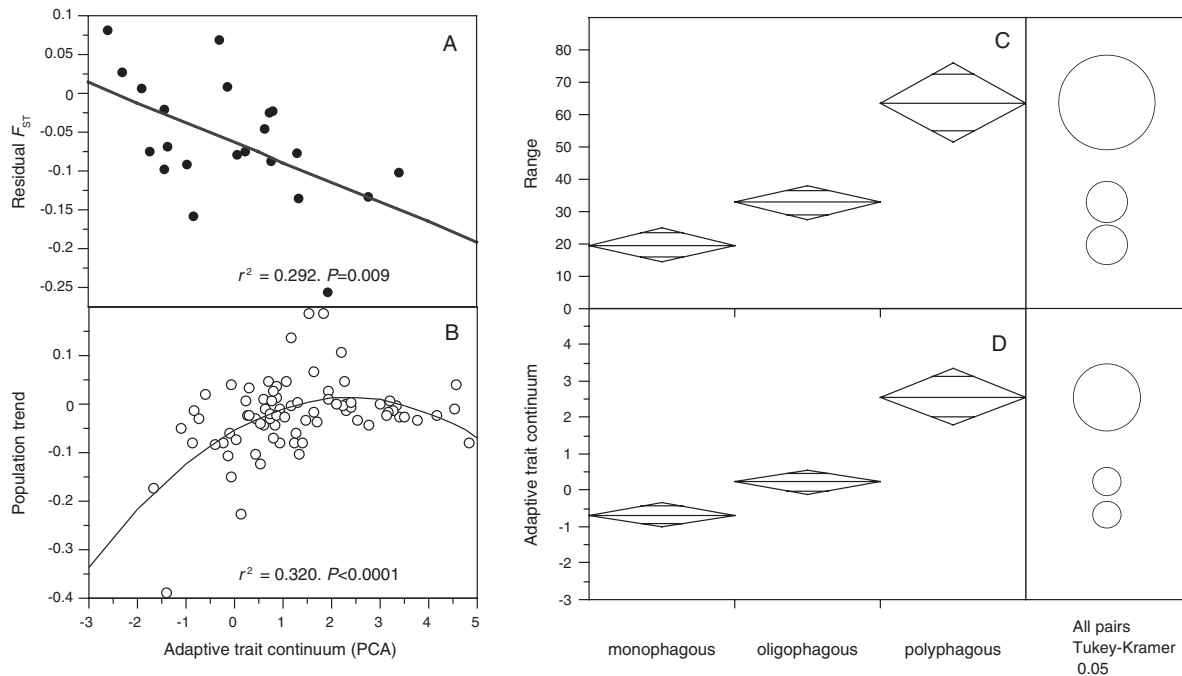 A
Residual FST
0.1
0.05
0
-0.05
-0.1
-0.15
-0.2
-0.25
r² = 0.292. P=0.009
B
Population trend
0.1
0
-0.1
-0.2
-0.3
-0.4
r² = 0.320. P<0.0001
-3 -2 -1 0 1 2 3 4 5
Adaptive trait continuum (PCA)
C
Range
80
70
60
50
40
30
20
10
0
D
Adaptive trait continuum
4
3
2
1
0
-1
-2
-3
monophagous oligophagous polyphagous
All pairs
Tukey-Kramer
0.05